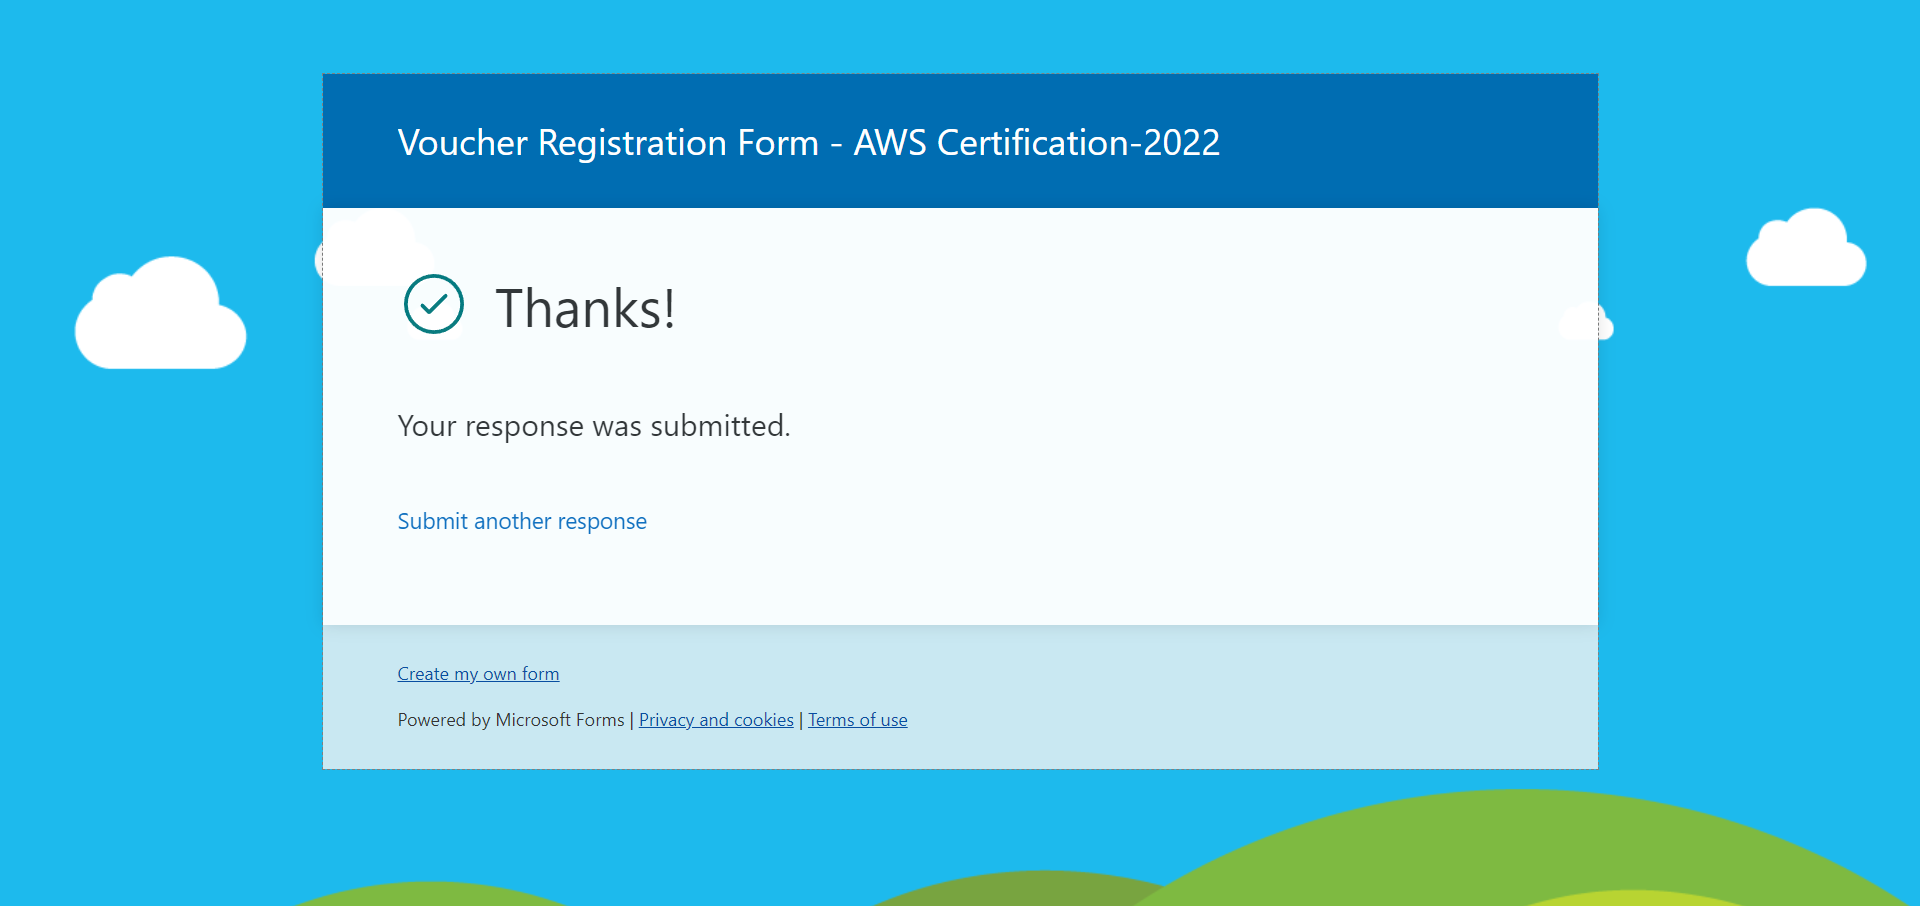 Voucher Registration Form - AWS Certification-2022
Thanks!
Your response was submitted.
Submit another response
Create my own form
Powered by Microsoft Forms | Privacy and cookies | Terms of use